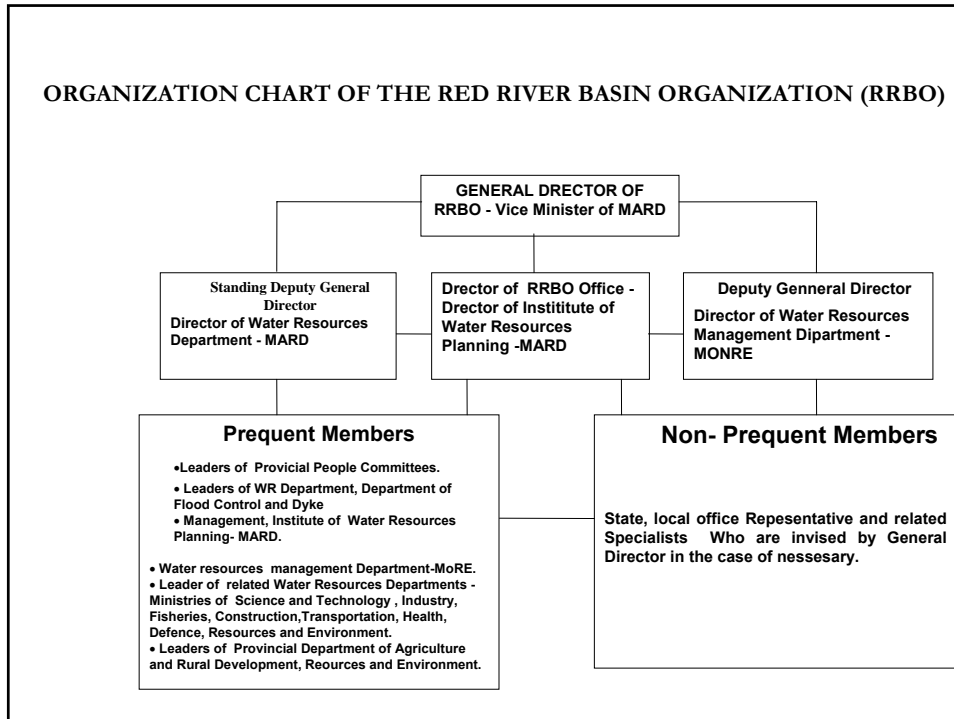 ORGANIZATION CHART OF THE RED RIVER BASIN ORGANIZATION (RRBO)
GENERAL DRECTOR OF
RRBO - Vice Minister of MARD
Standing Deputy General
Director
Director of Water Resources
Department - MARD
Drector of RRBO Office -
Drector of Instititute of
Water Resources
Planning -MARD
Deputy Genneral Director
Director of Water Resources
Management Dipartment -
MONRE
Prequent Members
•Leaders of Provicial People Committees.
• Leaders of WR Department, Department of
Flood Control and Dyke
• Management, Institute of Water Resources
Planning- MARD.
• Water resources management Department-MoRE.
• Leader of related Water Resources Departments -
Ministries of Science and Technology , Industry,
Fisheries, Construction,Transportation, Health,
Defence, Resources and Environment.
• Leaders of Provincial Department of Agriculture
and Rural Development, Reources and Environment.
Non- Prequent Members
State, local office Repesentative and related
Specialists Who are invised by General
Director in the case of nessesary.